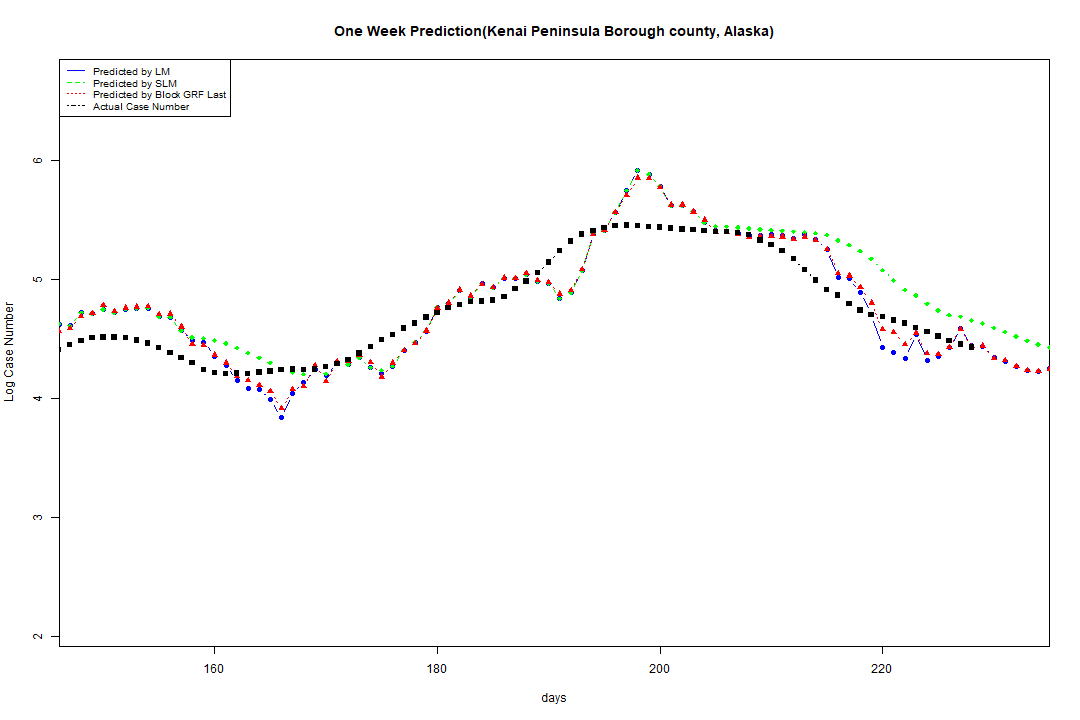 One Week Prediction(Kenai Peninsula Borough county, Alaska)
Predicted by LM
Predicted by SLM
Predicted by Block GRF Last
Actual Case Number
6
5
4
3
2
Log Case Number
160
180
200
220
days